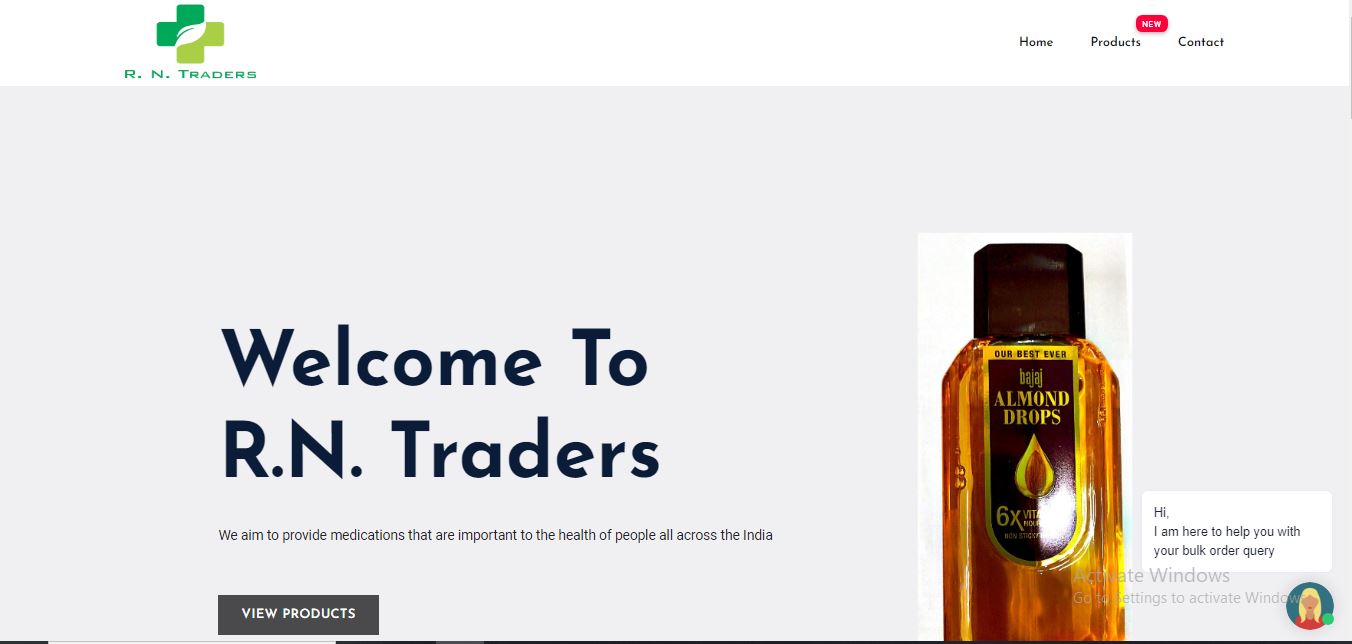 R. N. TRADERS
Home
Products
NEW
Contact
Welcome To
R.N. Traders
We aim to provide medications that are important to the health of people all across the India
VIEW PRODUCTS
OUR BEST EVER
bajaj
ALMOND
DROPS
6X
NON STICKY
Hi,
I am here to help you with
your bulk order query
Activate Windows
Go to Settings to activate Windows